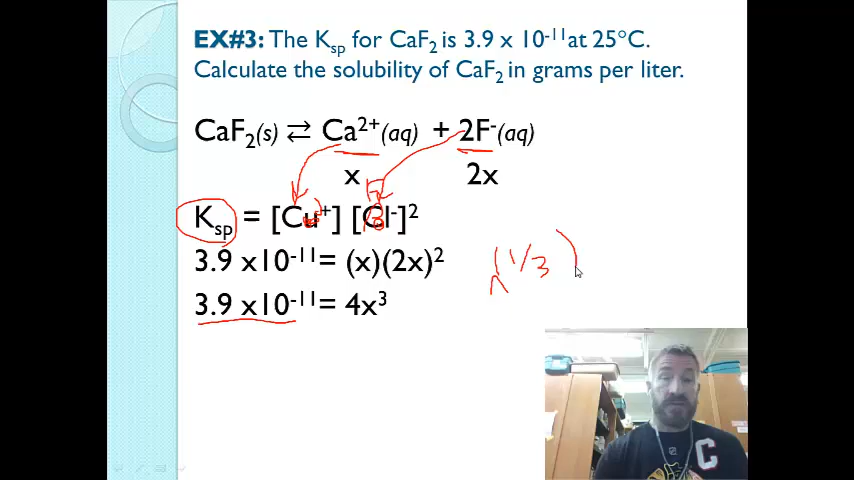 EX#3: The Ksp for CaF2 is 3.9 x 10-11 at 25°C.
Calculate the solubility of CaF2 in grams per liter.
CaF2(s) ⇄ Ca2+(aq) + 2F-(aq)
x 2x
Ksp = [Cu+] [Cl-]2
3.9 x10-11= (x)(2x)2
^(1/3)
3.9 x10-11= 4x3
C